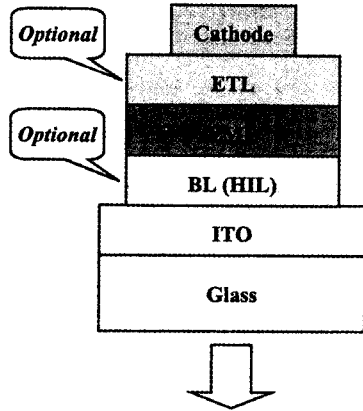 Optional
Cathode
ETL
Optional
BL (HIL)
ITO
Glass